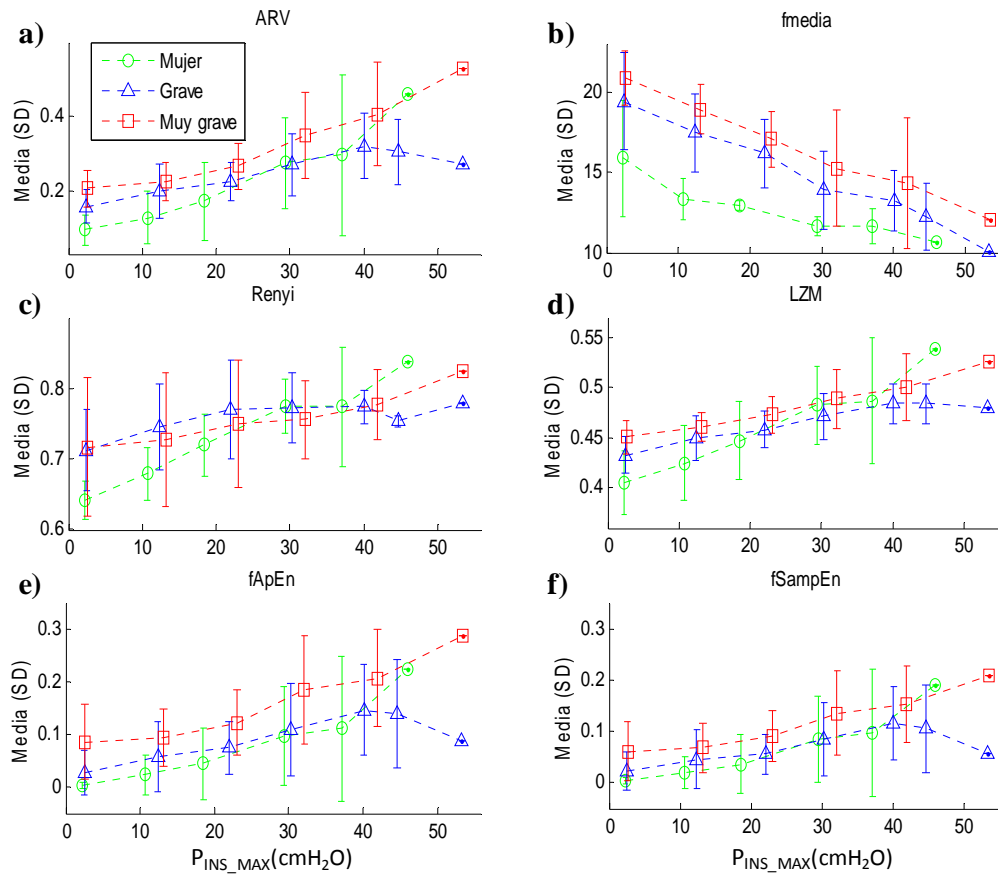 ARV
a)
Mujer
Grave
Muy grave
Media (SD)
0.4
0.2
0 10 20 30 40 50
fmedia
b)
Media (SD)
20
15
10
0 10 20 30 40 50
Renyi
c)
Media (SD)
0.8
0.7
0.6
0 10 20 30 40 50
LZM
d)
Media (SD)
0.55
0.5
0.45
0.4
0 10 20 30 40 50
fApEn
e)
Media (SD)
0.3
0.2
0.1
0
0 10 20 30 40 50
P_INS_MAX(cmH₂O)
fSampEn
f)
Media (SD)
0.3
0.2
0.1
0
0 10 20 30 40 50
P_INS_MAX(cmH₂O)